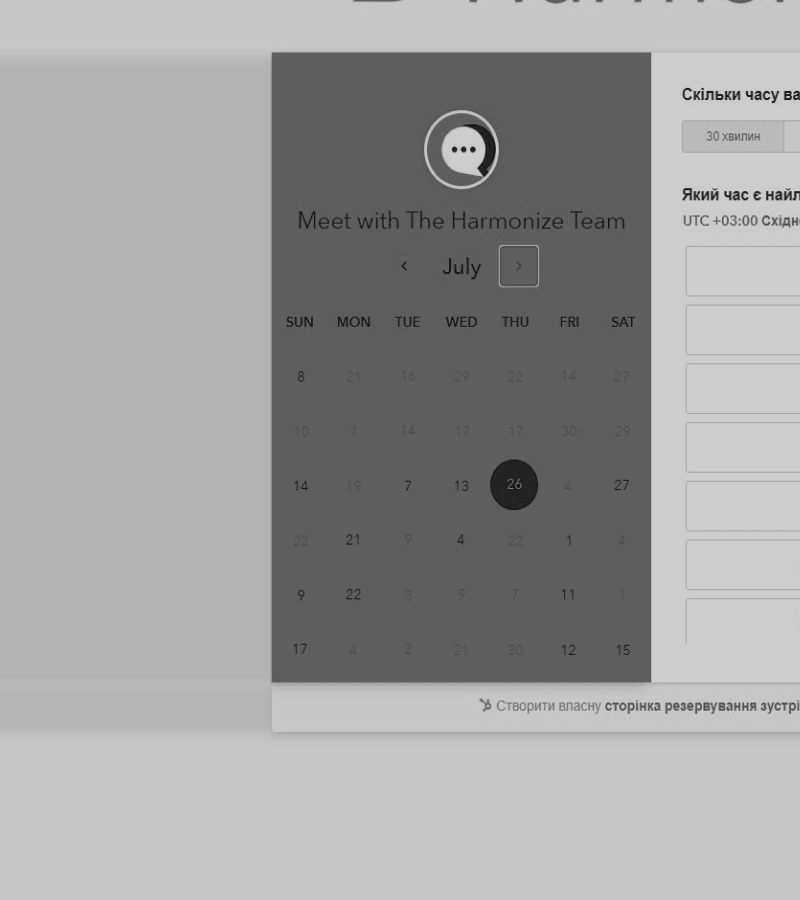 Meet with The Harmonize Team
July
SUN MON TUE WED THU FRI SAT
8 21 16 29 22 14 27
10 1 14 17 17 30 29
14 19 7 13 26 4 27
22 21 9 4 22 1 4
9 22 3 9 7 11 1
17 4 2 21 30 12 15
Скільки часу ва
30 хвилин
Який час є найл
UTC +03:00 Східн
Створити власну сторінка резервування зустрі